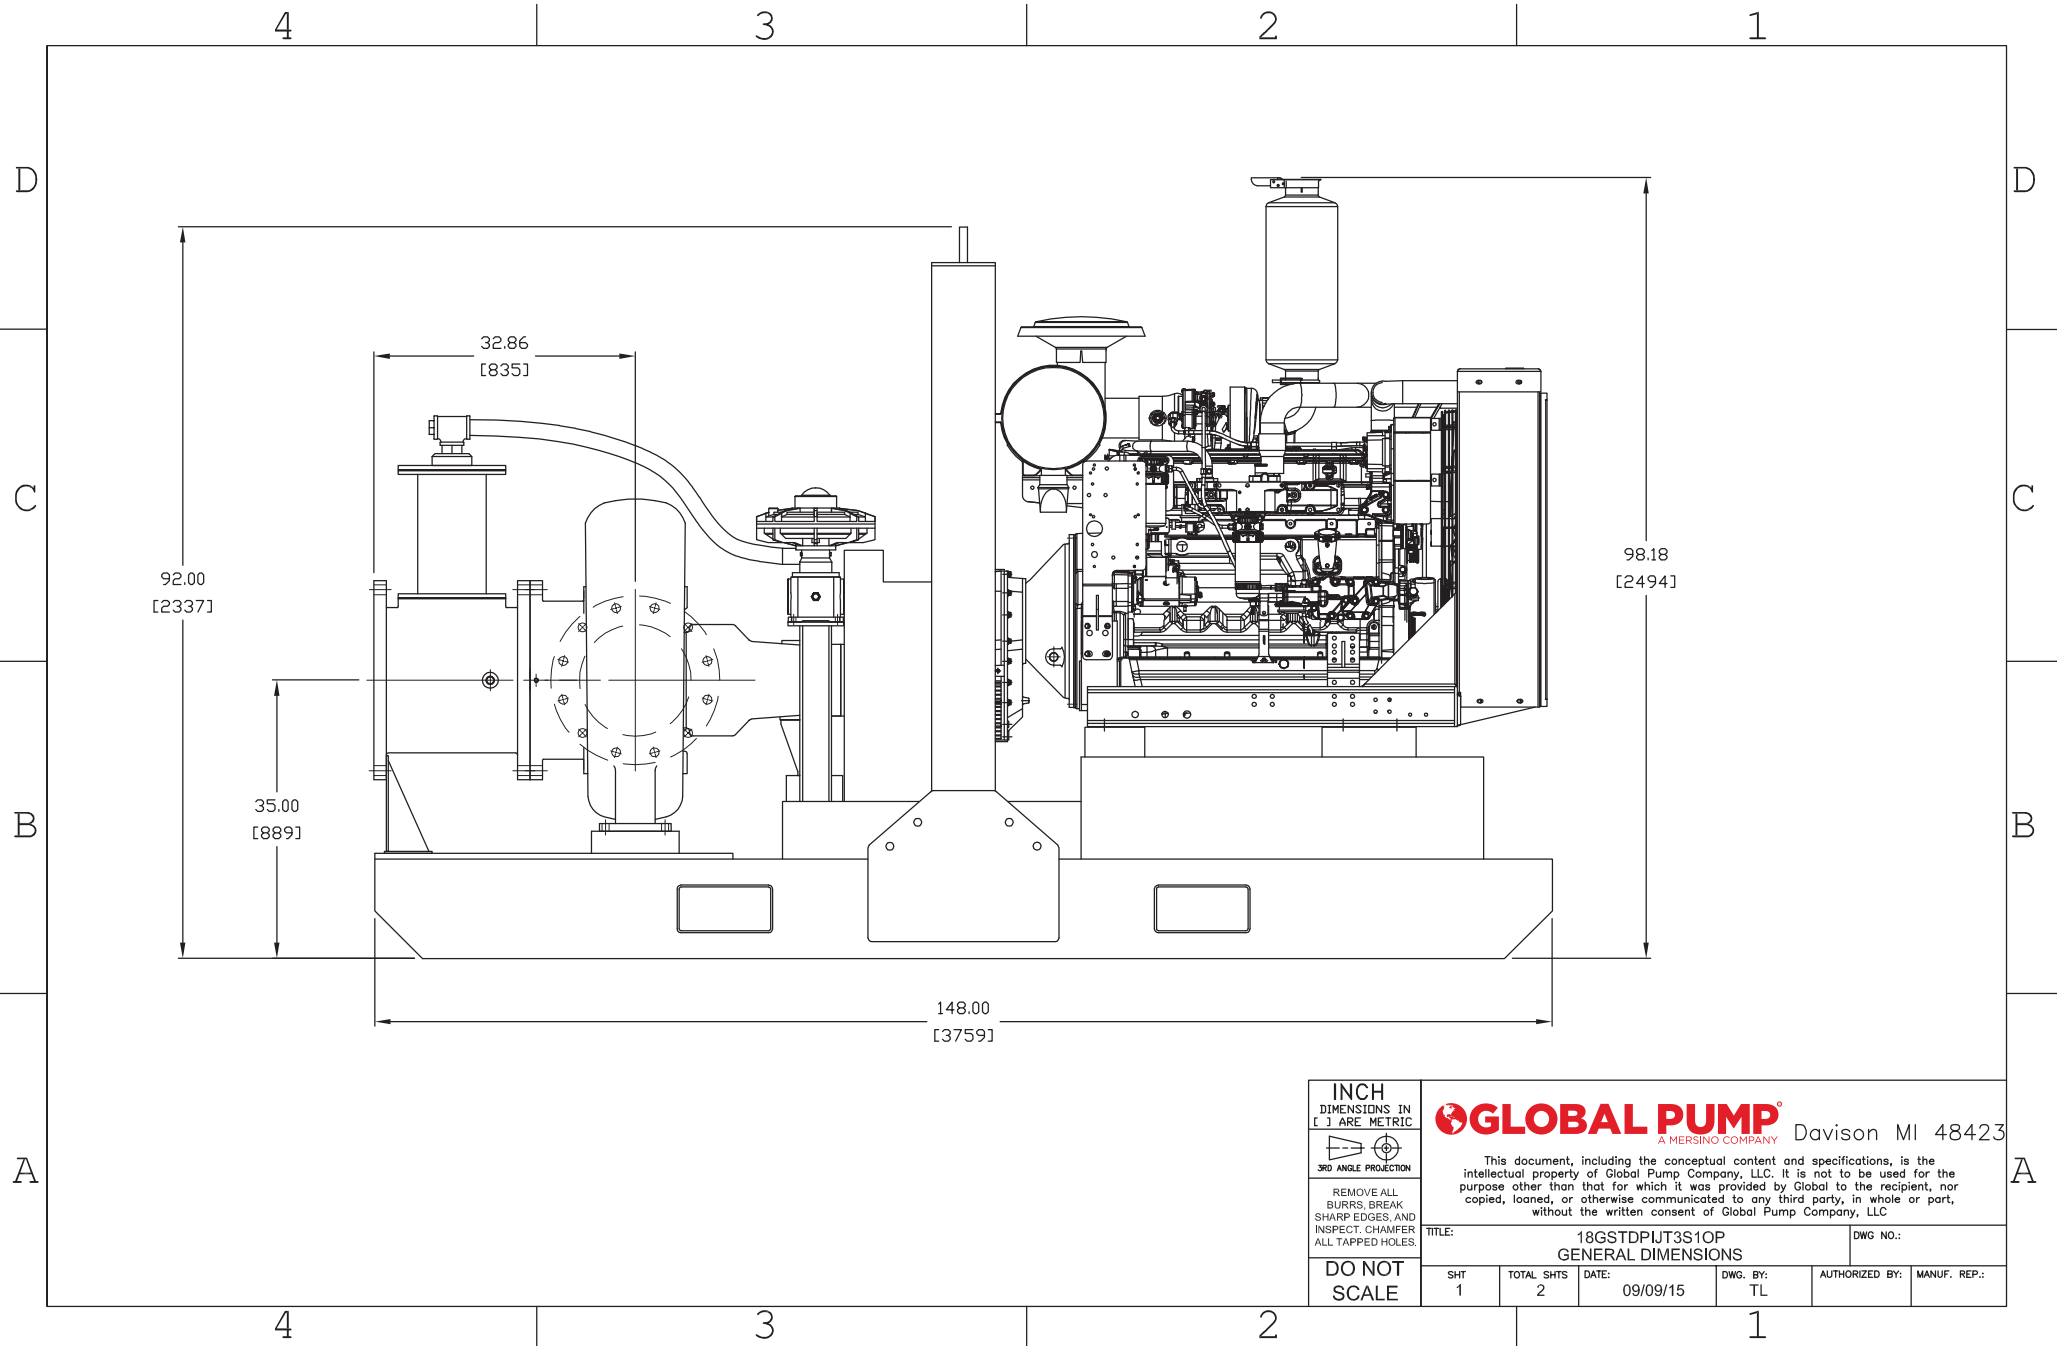 4 3 2 1
D D
32.86
[835]
C C
92.00
[2337]
98.18
[2494]
35.00
[889]
B B
148.00
[3759]
INCH
DIMENSIONS IN
[ ] ARE METRIC
3RD ANGLE PROJECTION
REMOVE ALL
BURRS, BREAK
SHARP EDGES, AND
INSPECT. CHAMFER
ALL TAPPED HOLES.
DO NOT
SCALE
GLOBAL PUMP®
A MERSINO COMPANY
Davison MI 48423
This document, including the conceptual content and specifications, is the
intellectual property of Global Pump Company, LLC. It is not to be used for the
purpose other than that for which it was provided by Global to the recipient, nor
copied, loaned, or otherwise communicated to any third party, in whole or part,
without the written consent of Global Pump Company, LLC
TITLE:
18GSTDPIJT3S1OP
GENERAL DIMENSIONS
DWG NO.:
SHT
1
TOTAL SHTS
2
DATE:
09/09/15
DWG. BY:
TL
AUTHORIZED BY:
MANUF. REP.:
A A
4 3 2 1